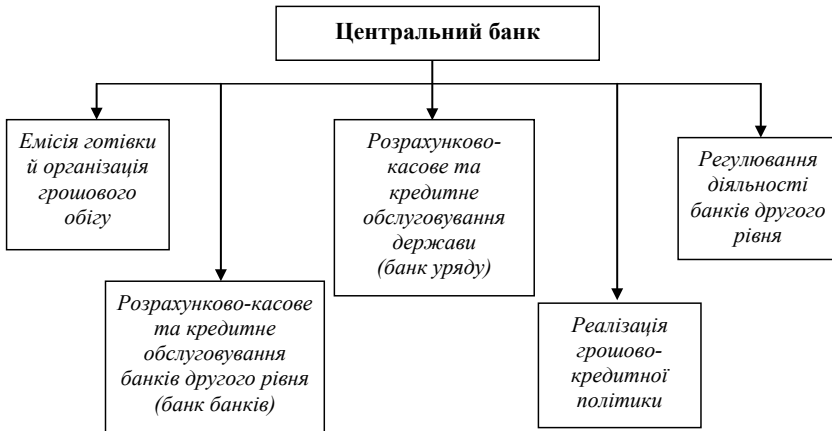 Центральний банк
Емісія готівки
й організація
грошового
обігу
Розрахунково-касове
та кредитне
обслуговування
банків другого рівня
(банк банків)
Розрахунково-
касове та
кредитне
обслуговування
держави
(банк уряду)
Реалізація
грошово-
кредитної
політики
Регулювання
діяльності
банків другого
рівня